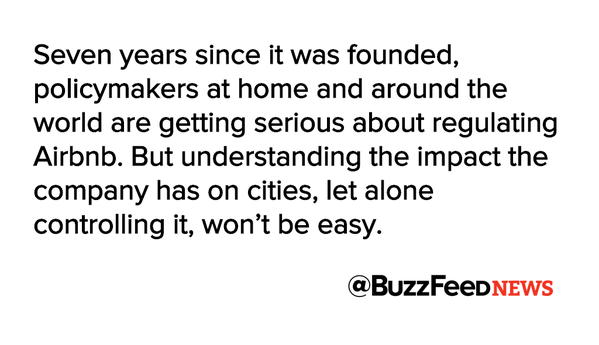 Seven years since it was founded,
policymakers at home and around the
world are getting serious about regulating
Airbnb. But understanding the impact the
company has on cities, let alone
controlling it, won’t be easy.
@BuzzFeedNEWS